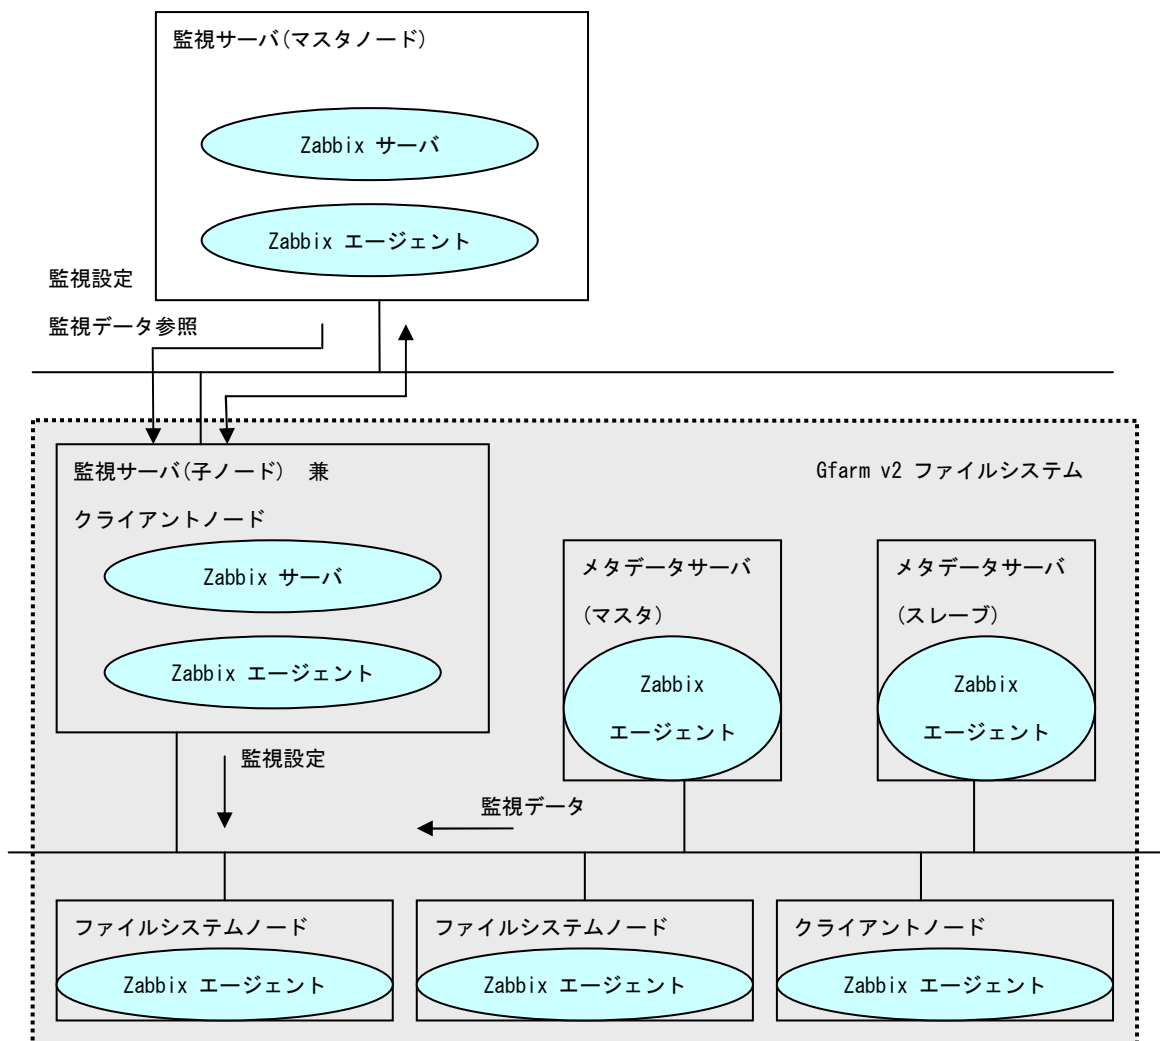 監視サーバ(マスタノード)
Zabbix サーバ
Zabbix エージェント
監視設定
監視データ参照
監視サーバ(子ノード) 兼
クライアントノード
Zabbix サーバ
Zabbix エージェント
Gfarm v2 ファイルシステム
メタデータサーバ
(マスタ)
Zabbix
エージェント
メタデータサーバ
(スレーブ)
Zabbix
エージェント
監視設定
監視データ
ファイルシステムノード
Zabbix エージェント
ファイルシステムノード
Zabbix エージェント
クライアントノード
Zabbix エージェント